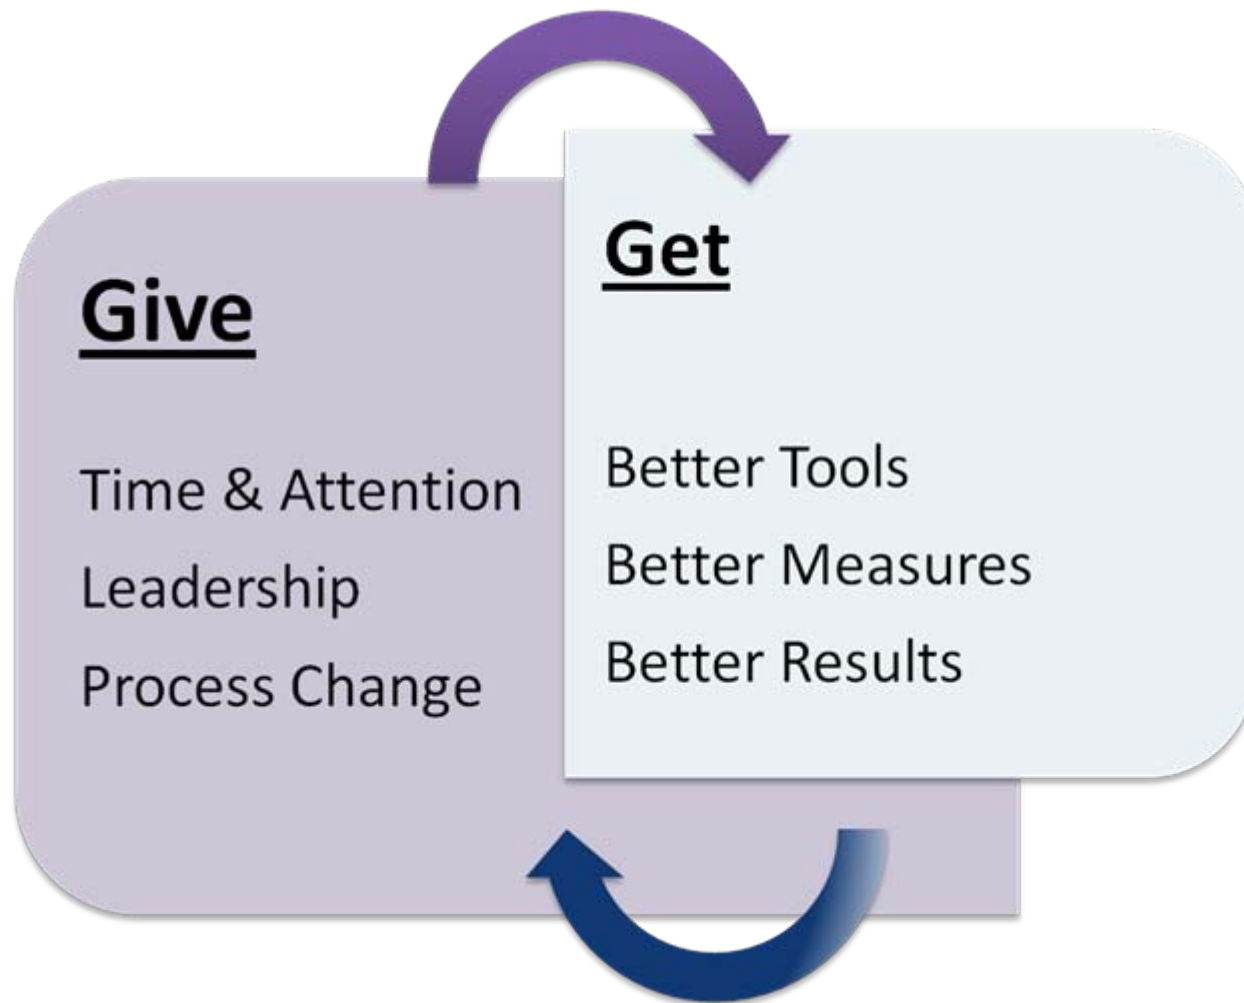 Give
Time & Attention
Leadership
Process Change
Get
Better Tools
Better Measures
Better Results